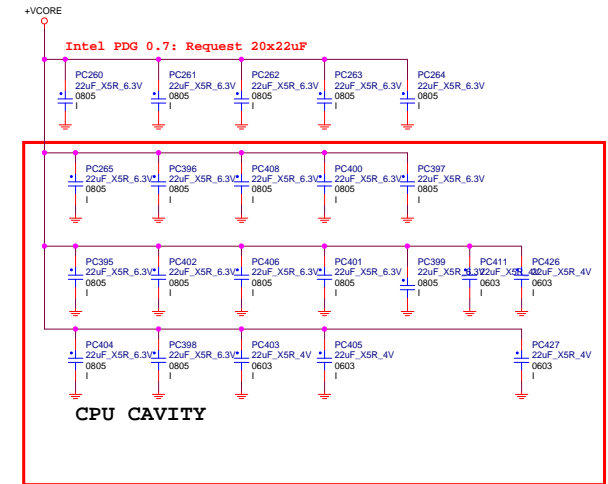 +VCORE
Intel PDG 0.7: Request 20x22uF
PC260 PC261 PC262 PC263 PC264
22uF_X5R_6.3V 22uF_X5R_6.3V 22uF_X5R_6.3V 22uF_X5R_6.3V 22uF_X5R_6.3V
0805 0805 0805 0805 0805
I I I I I
PC265 PC396 PC408 PC400 PC397
22uF_X5R_6.3V 22uF_X5R_6.3V 22uF_X5R_6.3V 22uF_X5R_6.3V 22uF_X5R_6.3V
0805 0805 0805 0805 0805
I I I I I
PC395 PC402 PC406 PC401 PC399 PC411 PC426
22uF_X5R_6.3V 22uF_X5R_6.3V 22uF_X5R_6.3V 22uF_X5R_6.3V 22uF_X5R_6.3V 22uF_X5R_4V 22uF_X5R_4V
0805 0805 0805 0805 0805 0603 0603
I I I I I I I
PC404 PC398 PC403 PC405 PC427
22uF_X5R_6.3V 22uF_X5R_6.3V 22uF_X5R_4V 22uF_X5R_4V 22uF_X5R_4V
0805 0805 0603 0603 0603
I I I I I
CPU CAVITY